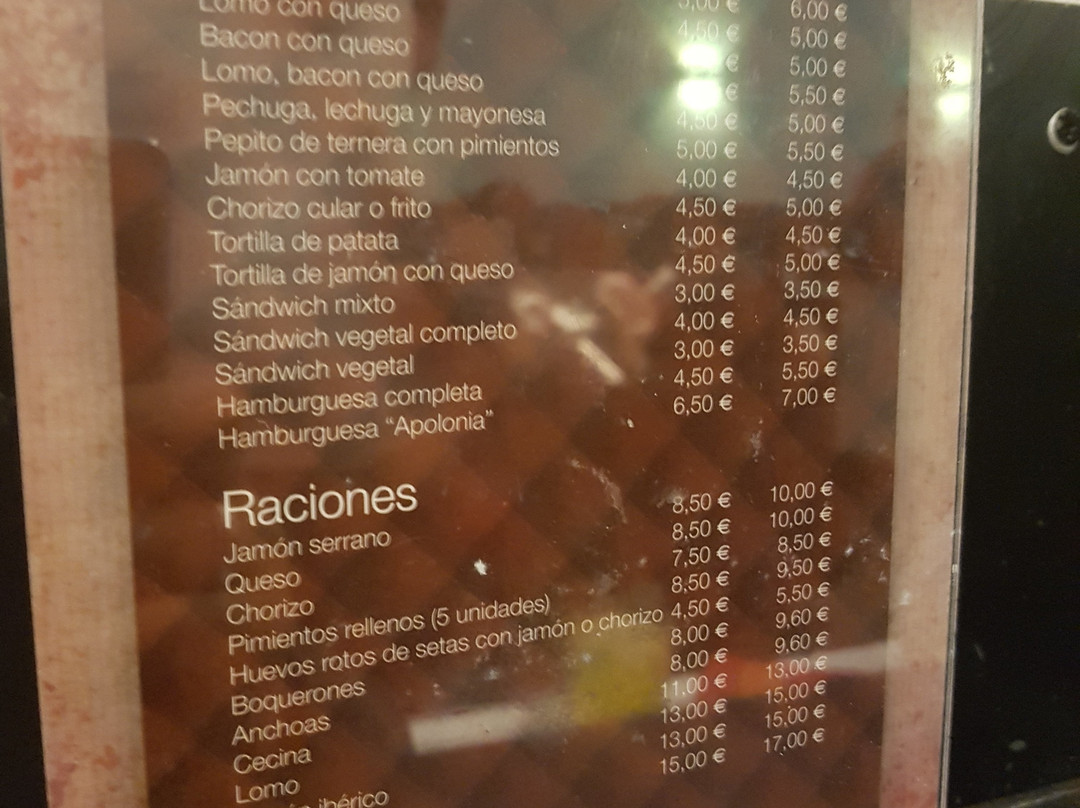 5,00 € 6,00 €
Lomo con queso 4,50 € 5,00 €
Bacon con queso € 5,00 €
Lomo, bacon con queso € 5,50 €
Pechuga, lechuga y mayonesa 4,50 € 5,00 €
Pepito de ternera con pimientos 5,00 € 5,50 €
Jamón con tomate 4,00 € 4,50 €
Chorizo cular o frito 4,50 € 5,00 €
Tortilla de patata 4,00 € 4,50 €
Tortilla de jamón con queso 4,50 € 5,00 €
Sándwich mixto 3,00 € 3,50 €
Sándwich vegetal completo 4,00 € 4,50 €
Sándwich vegetal 3,00 € 3,50 €
Hamburguesa completa 4,50 € 5,50 €
Hamburguesa “Apolonia” 6,50 € 7,00 €
Raciones
Jamón serrano 8,50 € 10,00 €
Queso 8,50 € 10,00 €
Chorizo 7,50 € 8,50 €
Pimientos rellenos (5 unidades) 8,50 € 9,50 €
Huevos rotos de setas con jamón o chorizo 4,50 € 5,50 €
Boquerones 8,00 € 9,60 €
Anchoas 8,00 € 9,60 €
Cecina 11,00 € 13,00 €
Lomo 13,00 € 15,00 €
ibérico 13,00 € 15,00 €
15,00 € 17,00 €